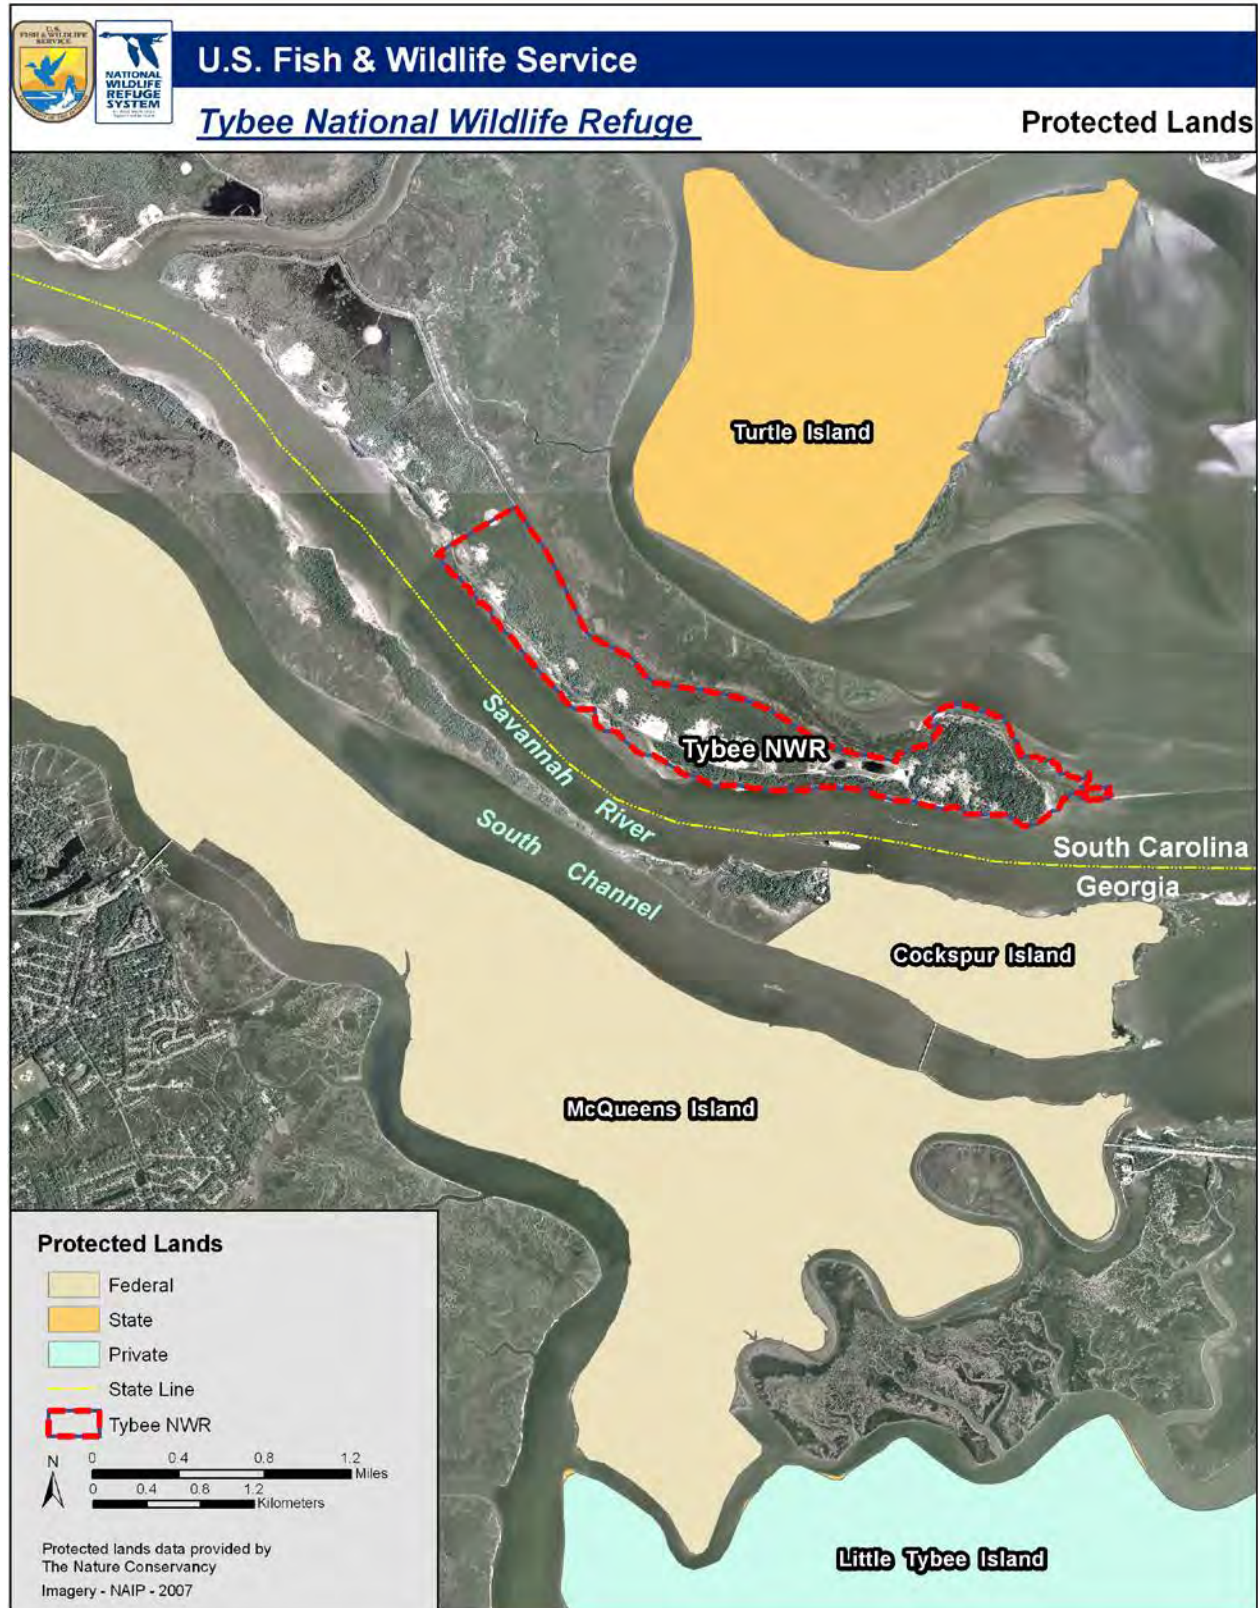 U.S.
FISH & WILDLIFE
SERVICE
NATIONAL
WILDLIFE
REFUGE
SYSTEM
U.S. Fish & Wildlife Service
Tybee National Wildlife Refuge
Protected Lands
Turtle Island
Tybee NWR
Savannah River
South Channel
South Carolina
Georgia
Cockspur Island
McQueens Island
Little Tybee Island
Protected Lands
Federal
State
Private
State Line
Tybee NWR
N
0 0.4 0.8 1.2
Miles
0 0.4 0.8 1.2
Kilometers
Protected lands data provided by
The Nature Conservancy
Imagery - NAIP - 2007